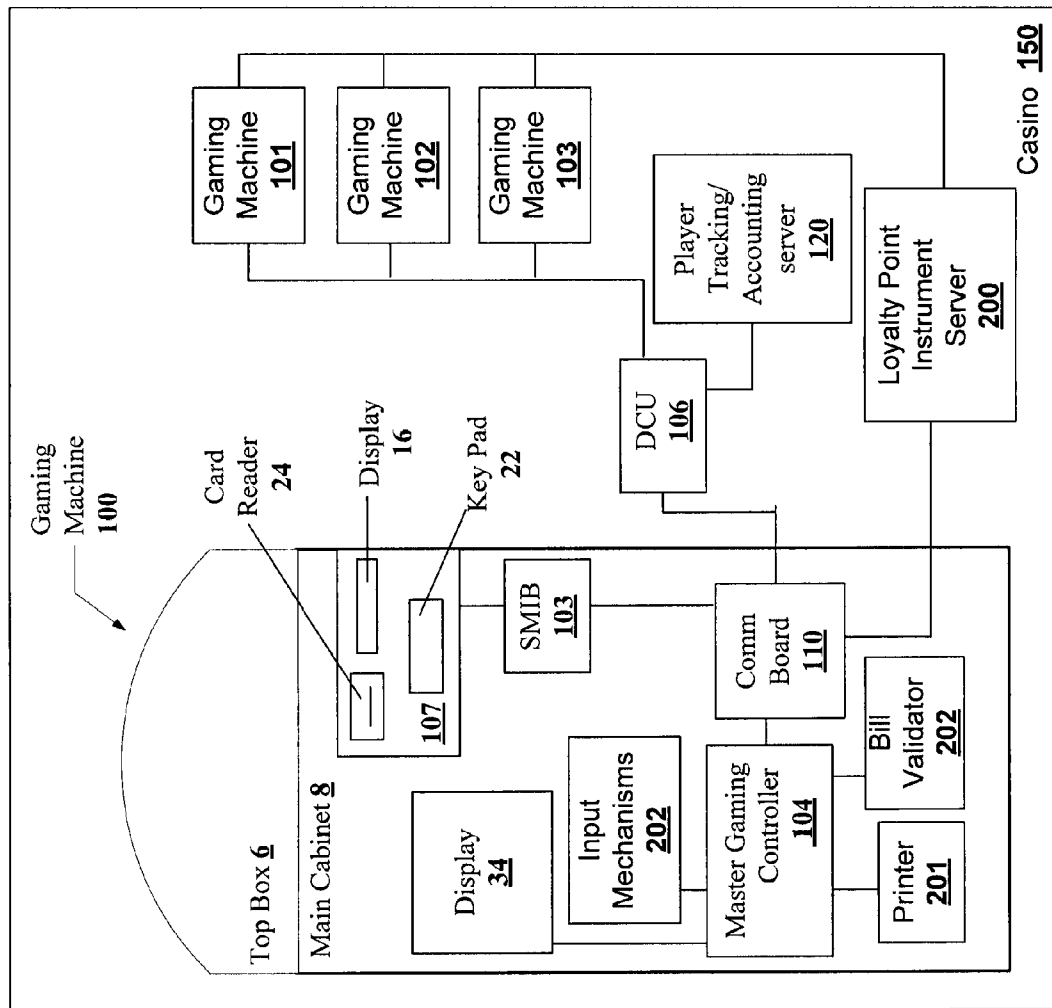 Gaming
Machine
100
Card
Reader
24
Display
16
Key Pad
22
Top Box 6
Main Cabinet 8
107
Display
34
SMIB
103
Input
Mechanisms
202
Master Gaming
Controller
104
Comm
Board
110
Printer
201
Bill
Validator
202
DCU
106
Gaming
Machine
101
Gaming
Machine
102
Gaming
Machine
103
Player
Tracking/
Accounting
server
120
Loyalty Point
Instrument
Server
200
Casino 150